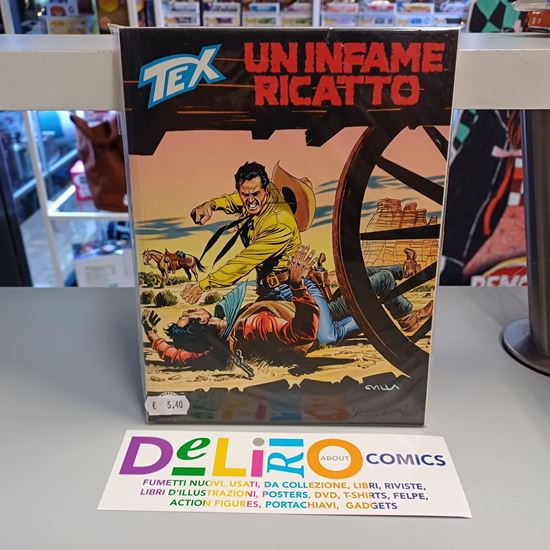 TEX
UN INFAME
RICATTO
VILLA
€ 5,40
DeLiRiO ABOUT COMICS
FUMETTI NUOVI, USATI, DA COLLEZIONE, LIBRI, RIVISTE,
LIBRI D'ILLUSTRAZIONI, POSTERS, DVD, T-SHIRTS, FELPE,
ACTION FIGURES, PORTACHIAVI, GADGETS